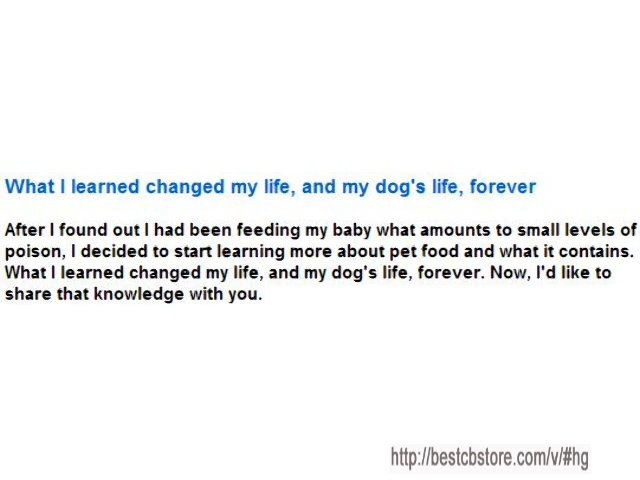 What I learned changed my life, and my dog's life, forever
After I found out I had been feeding my baby what amounts to small levels of
poison, I decided to start learning more about pet food and what it contains.
What I learned changed my life, and my dog's life, forever. Now, I'd like to
share that knowledge with you.
http://bestcbstore.com/v/#hg